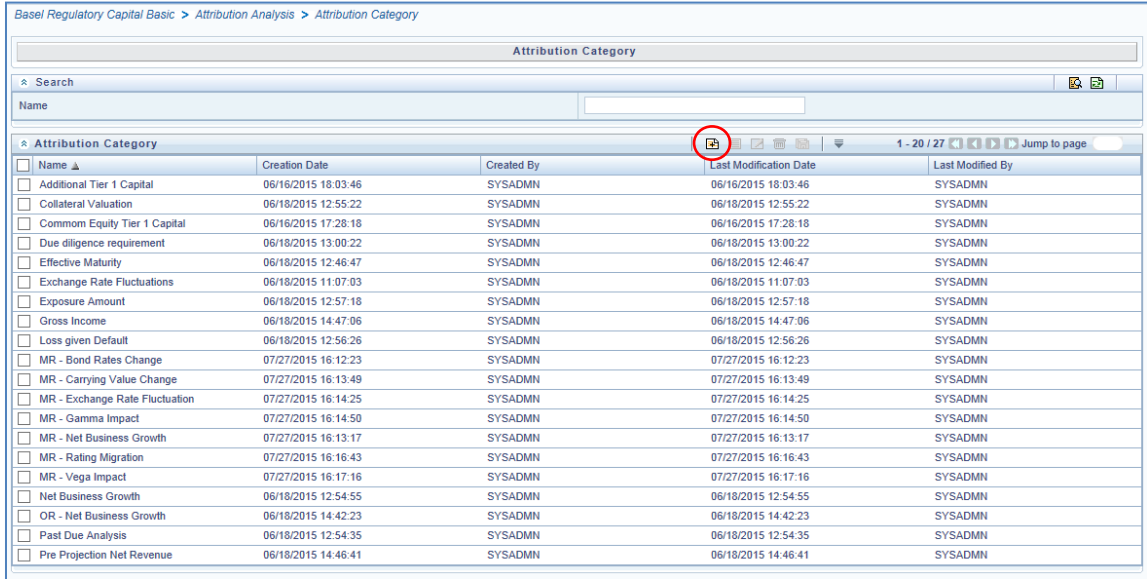 Basel Regulatory Capital Basic > Attribution Analysis > Attribution Category
Attribution Category
Search
Name
Attribution Category 1 - 20 / 27 Jump to page
Name Creation Date Created By Last Modification Date Last Modified By
Additional Tier 1 Capital 06/16/2015 18:03:46 SYSADMN 06/16/2015 18:03:46 SYSADMN
Collateral Valuation 06/18/2015 12:55:22 SYSADMN 06/18/2015 12:55:22 SYSADMN
Commom Equity Tier 1 Capital 06/16/2015 17:28:18 SYSADMN 06/16/2015 17:28:18 SYSADMN
Due diligence requirement 06/18/2015 13:00:22 SYSADMN 06/18/2015 13:00:22 SYSADMN
Effective Maturity 06/18/2015 12:46:47 SYSADMN 06/18/2015 12:46:47 SYSADMN
Exchange Rate Fluctuations 06/18/2015 11:07:03 SYSADMN 06/18/2015 11:07:03 SYSADMN
Exposure Amount 06/18/2015 12:57:18 SYSADMN 06/18/2015 12:57:18 SYSADMN
Gross Income 06/18/2015 14:47:06 SYSADMN 06/18/2015 14:47:06 SYSADMN
Loss given Default 06/18/2015 12:56:26 SYSADMN 06/18/2015 12:56:26 SYSADMN
MR - Bond Rates Change 07/27/2015 16:12:23 SYSADMN 07/27/2015 16:12:23 SYSADMN
MR - Carrying Value Change 07/27/2015 16:13:49 SYSADMN 07/27/2015 16:13:49 SYSADMN
MR - Exchange Rate Fluctuation 07/27/2015 16:14:25 SYSADMN 07/27/2015 16:14:25 SYSADMN
MR - Gamma Impact 07/27/2015 16:14:50 SYSADMN 07/27/2015 16:14:50 SYSADMN
MR - Net Business Growth 07/27/2015 16:13:17 SYSADMN 07/27/2015 16:13:17 SYSADMN
MR - Rating Migration 07/27/2015 16:16:43 SYSADMN 07/27/2015 16:16:43 SYSADMN
MR - Vega Impact 07/27/2015 16:17:16 SYSADMN 07/27/2015 16:17:16 SYSADMN
Net Business Growth 06/18/2015 12:54:55 SYSADMN 06/18/2015 12:54:55 SYSADMN
OR - Net Business Growth 06/18/2015 14:42:23 SYSADMN 06/18/2015 14:42:23 SYSADMN
Past Due Analysis 06/18/2015 12:54:35 SYSADMN 06/18/2015 12:54:35 SYSADMN
Pre Projection Net Revenue 06/18/2015 14:46:41 SYSADMN 06/18/2015 14:46:41 SYSADMN